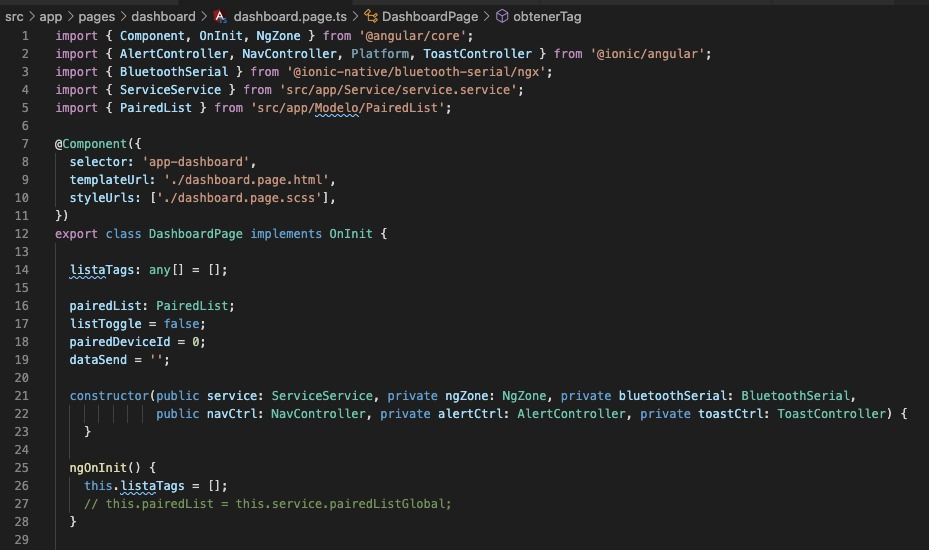 src > app > pages > dashboard > dashboard.page.ts > DashboardPage > obtenerTag
1 import { Component, OnInit, NgZone } from '@angular/core';
2 import { AlertController, NavController, Platform, ToastController } from '@ionic/angular';
3 import { BluetoothSerial } from '@ionic-native/bluetooth-serial/ngx';
4 import { ServiceService } from 'src/app/Service/service.service';
5 import { PairedList } from 'src/app/Modelo/PairedList';
6
7 @Component({
8   selector: 'app-dashboard',
9   templateUrl: './dashboard.page.html',
10   styleUrls: ['./dashboard.page.scss'],
11 })
12 export class DashboardPage implements OnInit {
13
14   listaTags: any[] = [];
15
16   pairedList: PairedList;
17   listToggle = false;
18   pairedDeviceId = 0;
19   dataSend = '';
20
21   constructor(public service: ServiceService, private ngZone: NgZone, private bluetoothSerial: BluetoothSerial,
22               public navCtrl: NavController, private alertCtrl: AlertController, private toastCtrl: ToastController) {
23     }
24
25   ngOnInit() {
26     this.listaTags = [];
27     // this.pairedList = this.service.pairedListGlobal;
28   }
29